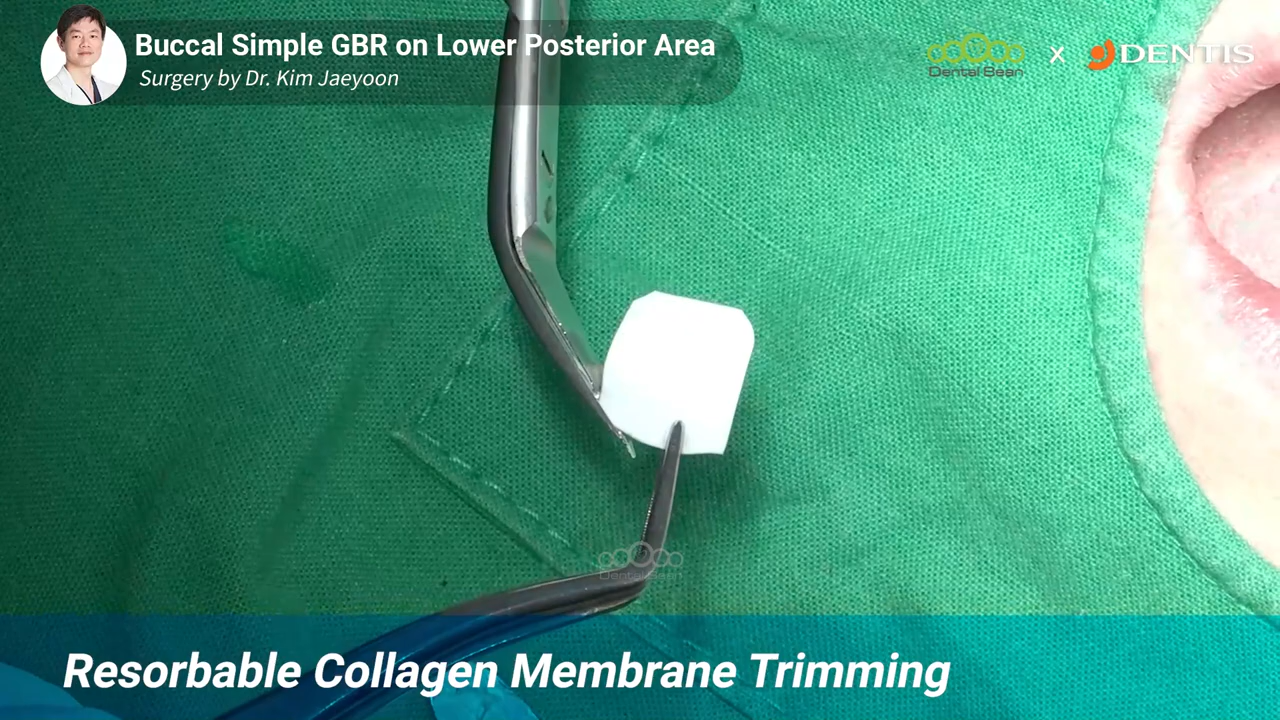 Buccal Simple GBR on Lower Posterior Area
Surgery by Dr. Kim Jaeyoon
Dental Bean
x
DENTIS
Dental Bean
Resorbable Collagen Membrane Trimming